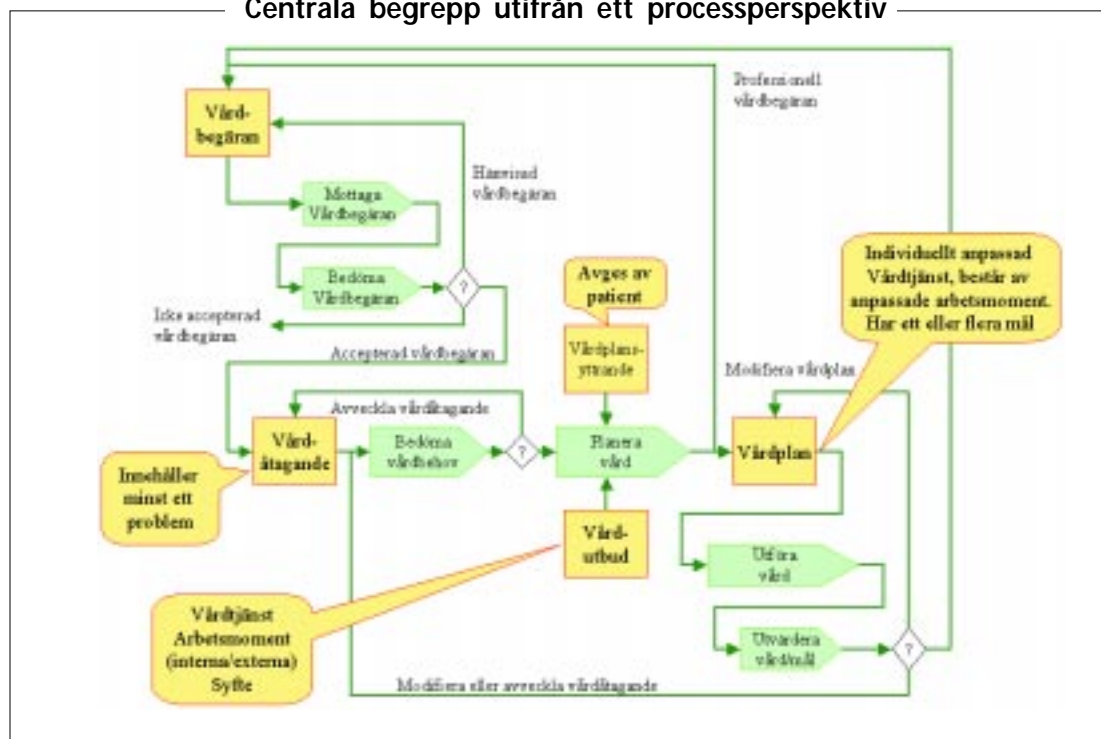 Centrala begrepp utifrån ett processperspektiv
Professionell
vårdbegäran
Vård-
begäran
Hänvisad
vårdbegäran
Mottaga
Vårdbegäran
Bedöma
Vårdbegäran
?
Icke accepterad
vårdbegäran
Accepterad vårdbegäran
Avges av
patient
Vårdplans-
yttrande
Individuellt anpassad
Vårdtjänst, består av
anpassade arbetsmoment.
Har ett eller flera mål
Modifiera vårdplan
Avveckla vårdåtagande
Vård-
åtagande
Bedöma
vårdbehov
?
Planera
vård
Vårdplan
Innehåller
minst ett
problem
Vård-
utbud
Utföra
vård
Vårdtjänst
Arbetsmoment
(interna/externa)
Syfte
Utvärdera
vård/mål
?
Modifiera eller avveckla vårdåtagande